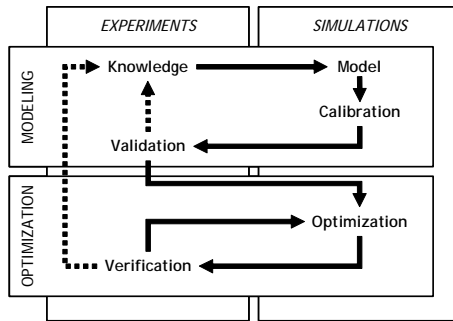 EXPERIMENTS
SIMULATIONS
MODELING
Knowledge
Model
Calibration
Validation
OPTIMIZATION
Optimization
Verification